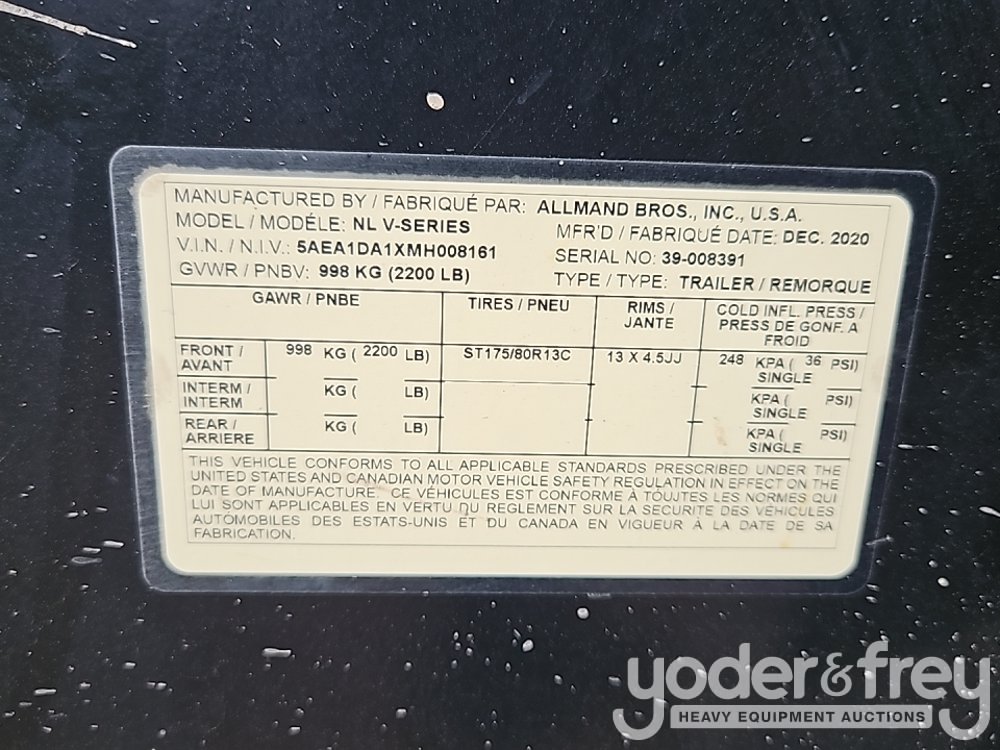 MANUFACTURED BY / FABRIQUÉ PAR: ALLMAND BROS., INC., U.S.A.
MODEL / MODÉLE: NL V-SERIES
MFR'D / FABRIQUÉ DATE: DEC. 2020
V.I.N. / N.I.V.: 5AEA1DA1XMH008161
SERIAL NO: 39-008391
GVWR / PNBV: 998 KG (2200 LB)
TYPE / TYPE: TRAILER / REMORQUE
GAWR / PNBE
TIRES / PNEU
RIMS /
JANTE
COLD INFL. PRESS /
PRESS DE GONF. A
FROID
FRONT /
AVANT
998 KG ( 2200 LB)
ST175/80R13C
13 X 4.5JJ
248 KPA ( 36 PSI)
SINGLE
INTERM /
INTERM
KG ( LB)
KPA ( PSI)
SINGLE
REAR /
ARRIERE
KG ( LB)
KPA ( PSI)
SINGLE
THIS VEHICLE CONFORMS TO ALL APPLICABLE STANDARDS PRESCRIBED UNDER THE
UNITED STATES AND CANADIAN MOTOR VEHICLE SAFETY REGULATION IN EFFECT ON THE
DATE OF MANUFACTURE. CE VÉHICULES EST CONFORME À TOUTES LES NORMES QUI
LUI SONT APPLICABLES EN VERTU DU REGLEMENT SUR LA SECURITE DES VÉHICULES
AUTOMOBILES DES ESTATS-UNIS ET DU CANADA EN VIGUEUR À LA DATE DE SA
FABRICATION.
yoder&frey
HEAVY EQUIPMENT AUCTIONS